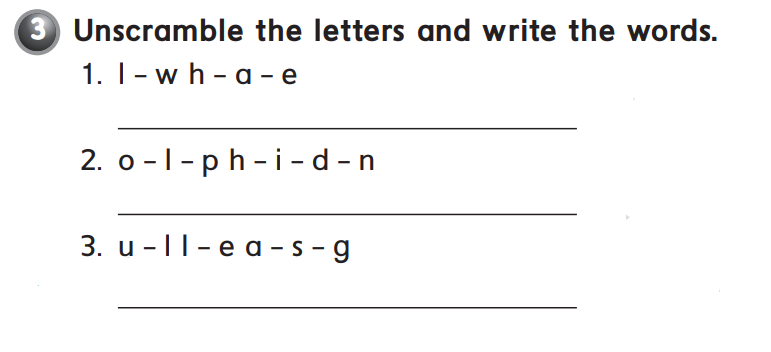 3 Unscramble the letters and write the words.
1. l – w h – a – e
2. o – l – p h – i – d – n
3. u – l l – e a – s – g